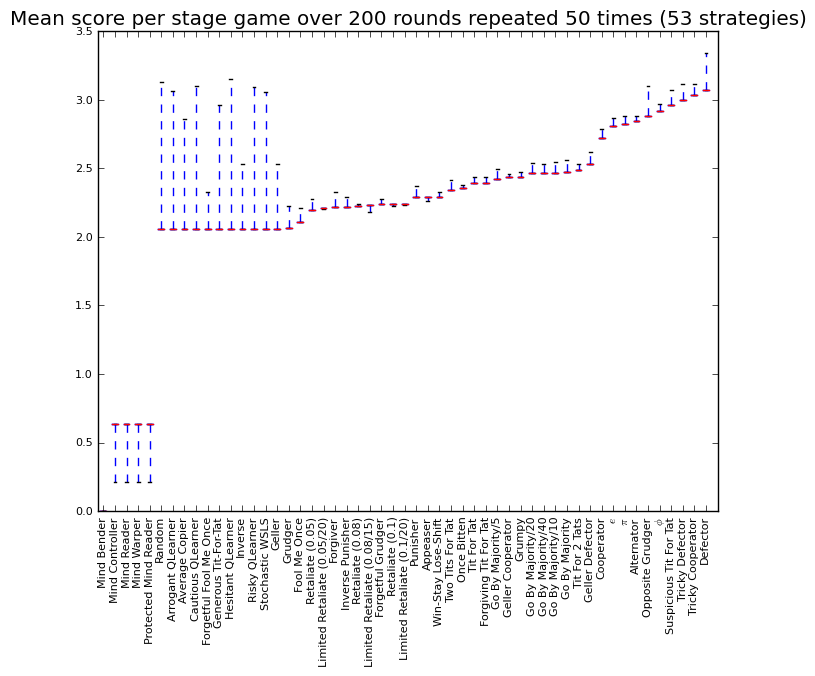 Mean score per stage game over 200 rounds repeated 50 times (53 strategies)
3.5
3.0
2.5
2.0
1.5
1.0
0.5
0.0
Mind Bender
Mind Controller
Mind Reader
Mind Warper
Protected Mind Reader
Random
Arrogant QLearner
Average Copier
Cautious QLearner
Forgetful Fool Me Once
Generous Tit-For-Tat
Hesitant QLearner
Inverse
Risky QLearner
Stochastic WSLS
Geller
Grudger
Fool Me Once
Retaliate (0.05)
Limited Retaliate (0.05/20)
Forgiver
Inverse Punisher
Retaliate (0.08)
Limited Retaliate (0.08/15)
Forgetful Grudger
Retaliate (0.1)
Limited Retaliate (0.1/20)
Punisher
Appeaser
Win-Stay Lose-Shift
Two Tits For Tat
Once Bitten
Tit For Tat
Forgiving Tit For Tat
Go By Majority/5
Geller Cooperator
Grumpy
Go By Majority/20
Go By Majority/40
Go By Majority/10
Go By Majority
Tit For 2 Tats
Geller Defector
Cooperator
ϵ
π
Alternator
Opposite Grudger
ϕ
Suspicious Tit For Tat
Tricky Defector
Tricky Cooperator
Defector